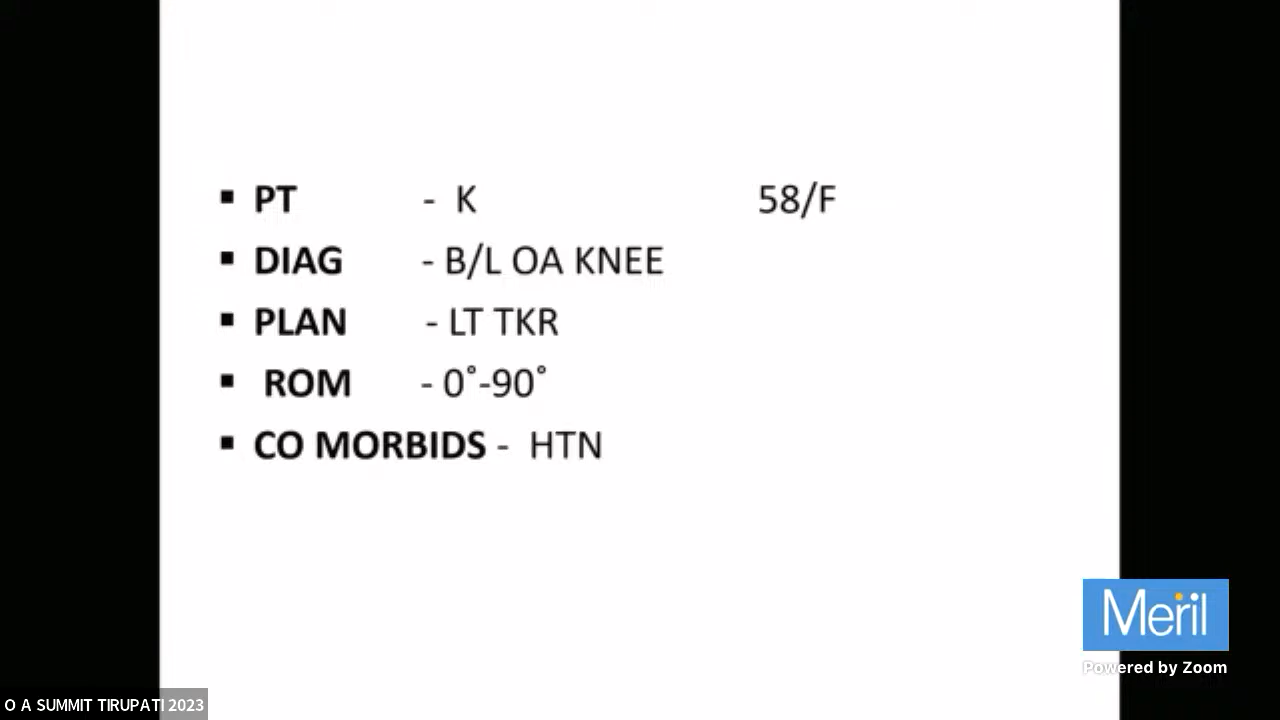 ▪ PT - K 58/F
▪ DIAG - B/L OA KNEE
▪ PLAN - LT TKR
▪ ROM - 0˚-90˚
▪ CO MORBIDS - HTN
Meril
Powered by Zoom
O A SUMMIT TIRUPATI 2023